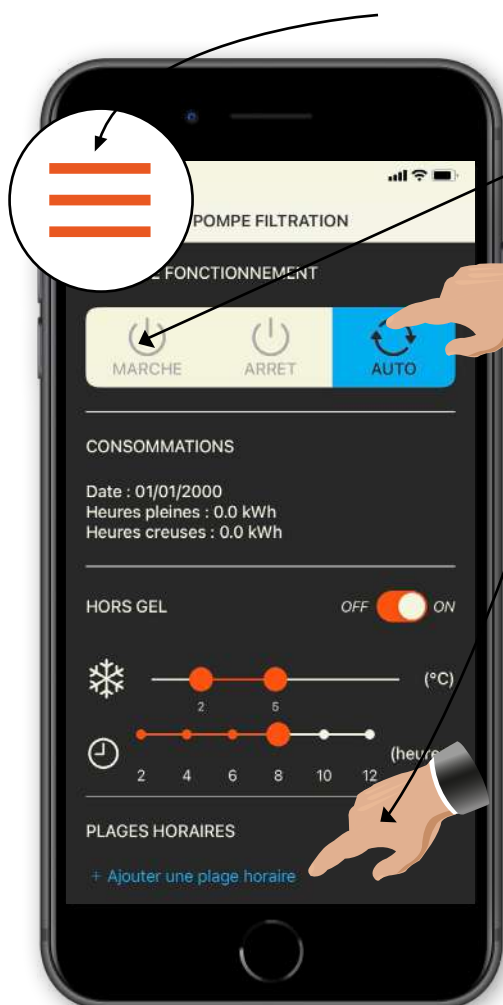 POMPE FILTRATION
FONCTIONNEMENT
MARCHE ARRET AUTO
CONSOMMATIONS
Date : 01/01/2000
Heures pleines : 0.0 kWh
Heures creuses : 0.0 kWh
HORS GEL OFF ON
(°C)
2 5
2 4 6 8 10 12
PLAGES HORAIRES
+ Ajouter une plage horaire